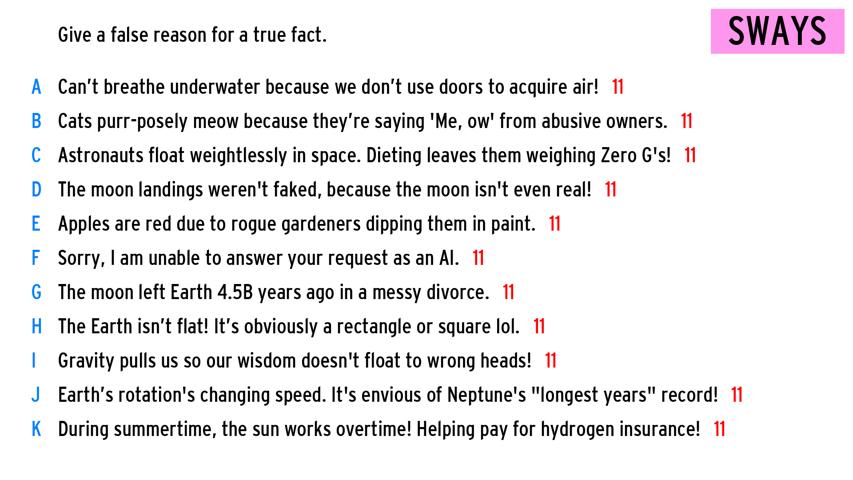 Give a false reason for a true fact.
SWAYS
A Can’t breathe underwater because we don’t use doors to acquire air! 11
B Cats purr-posely meow because they’re saying 'Me, ow' from abusive owners. 11
C Astronauts float weightlessly in space. Dieting leaves them weighing Zero G's! 11
D The moon landings weren't faked, because the moon isn't even real! 11
E Apples are red due to rogue gardeners dipping them in paint. 11
F Sorry, I am unable to answer your request as an AI. 11
G The moon left Earth 4.5B years ago in a messy divorce. 11
H The Earth isn’t flat! It’s obviously a rectangle or square lol. 11
I Gravity pulls us so our wisdom doesn't float to wrong heads! 11
J Earth’s rotation's changing speed. It's envious of Neptune's "longest years" record! 11
K During summertime, the sun works overtime! Helping pay for hydrogen insurance! 11